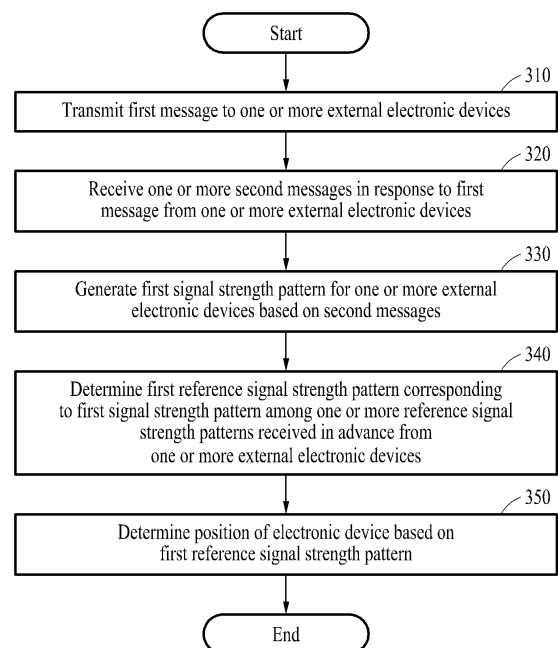 Start
310
Transmit first message to one or more external electronic devices
320
Receive one or more second messages in response to first
message from one or more external electronic devices
330
Generate first signal strength pattern for one or more external
electronic devices based on second messages
340
Determine first reference signal strength pattern corresponding
to first signal strength pattern among one or more reference signal
strength patterns received in advance from
one or more external electronic devices
350
Determine position of electronic device based on
first reference signal strength pattern
End